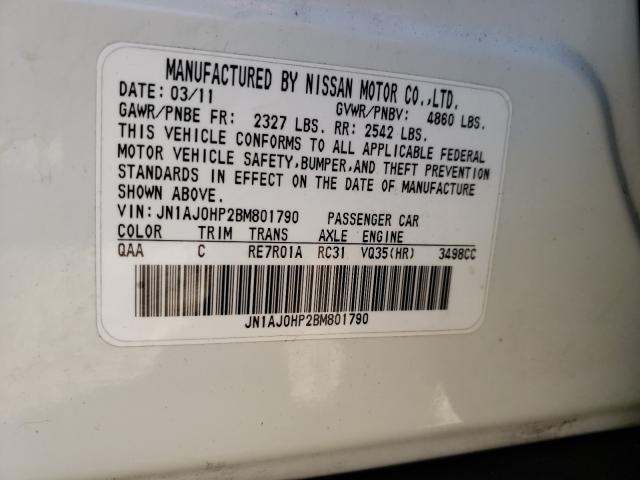 MANUFACTURED BY NISSAN MOTOR CO.,LTD.
DATE: 03/11 GVWR/PNBV: 4860 LBS.
GAWR/PNBE FR: 2327 LBS. RR: 2542 LBS.
THIS VEHICLE CONFORMS TO ALL APPLICABLE FEDERAL
MOTOR VEHICLE SAFETY,BUMPER,AND THEFT PREVENTION
STANDARDS IN EFFECT ON THE DATE OF MANUFACTURE
SHOWN ABOVE.
VIN:JN1AJ0HP2BM801790 PASSENGER CAR
COLOR TRIM TRANS AXLE ENGINE
QAA C RE7R01A RC31 VQ35(HR) 3498CC
JN1AJ0HP2BM801790